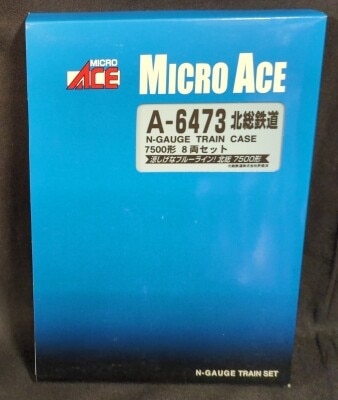 MICRO
ACE
MICRO ACE
A-6473 北総鉄道
N-GAUGE TRAIN CASE
7500形 8両セット
涼しげなブルーライン! 北総 7500形
N-GAUGE TRAIN SET